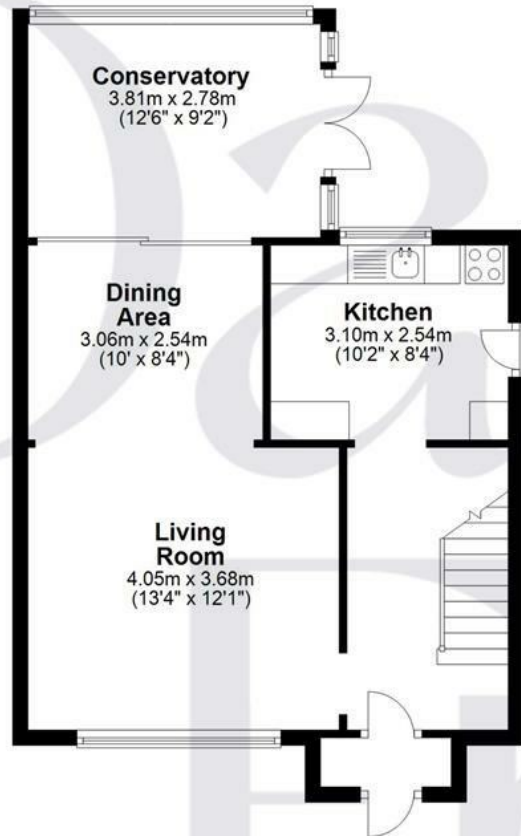 Conservatory
3.81m x 2.78m
(12'6" x 9'2")
Dining
Area
3.06m x 2.54m
(10' x 8'4")
Kitchen
3.10m x 2.54m
(10'2" x 8'4")
Living
Room
4.05m x 3.68m
(13'4" x 12'1")